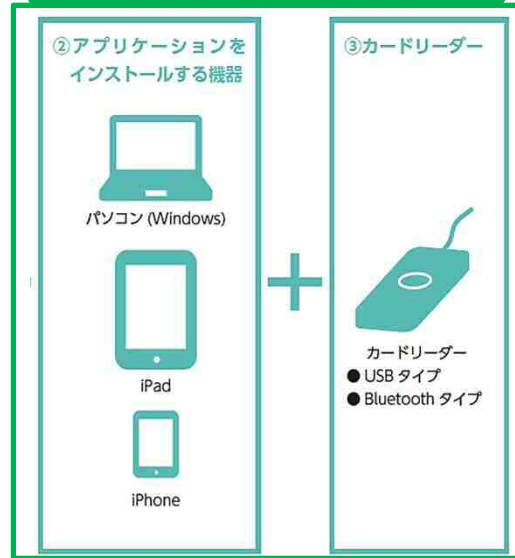 ②アプリケーションを
インストールする機器
パソコン (Windows)
iPad
iPhone
③カードリーダー
カードリーダー
● USB タイプ
● Bluetooth タイプ